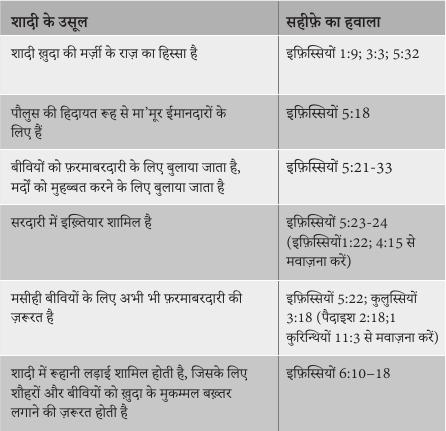 शादी के उसूल
सहीफ़े का हवाला
शादी ख़ुदा की मर्ज़ी के राज़ का हिस्सा है
इफ़िस्सियों 1:9; 3:3; 5:32
पौलुस की हिदायत रूह से मा’मूर ईमानदारों के
लिए हैं
इफ़िस्सियों 5:18
बीवियों को फ़रमाबरदारी के लिए बुलाया जाता है,
मर्दों को मुहब्बत करने के लिए बुलाया जाता है
इफ़िस्सियों 5:21-33
सरदारी में इख़्तियार शामिल है
इफ़िस्सियों 5:23-24
(इफ़िस्सियों1:22; 4:15 से
मवाज़ना करें)
मसीही बीवियों के लिए अभी भी फ़रमाबरदारी की
ज़रूरत है
इफ़िस्सियों 5:22; कुलुस्सियों
3:18 (पैदाइश 2:18;1
कुरिन्थियों 11:3 से मवाज़ना करें)
शादी में रूहानी लड़ाई शामिल होती है, जिसके लिए
शौहरों और बीवियों को ख़ुदा के मुकम्मल बख़्तर
लगाने की ज़रूरत होती है
इफ़िस्सियों 6:10–18